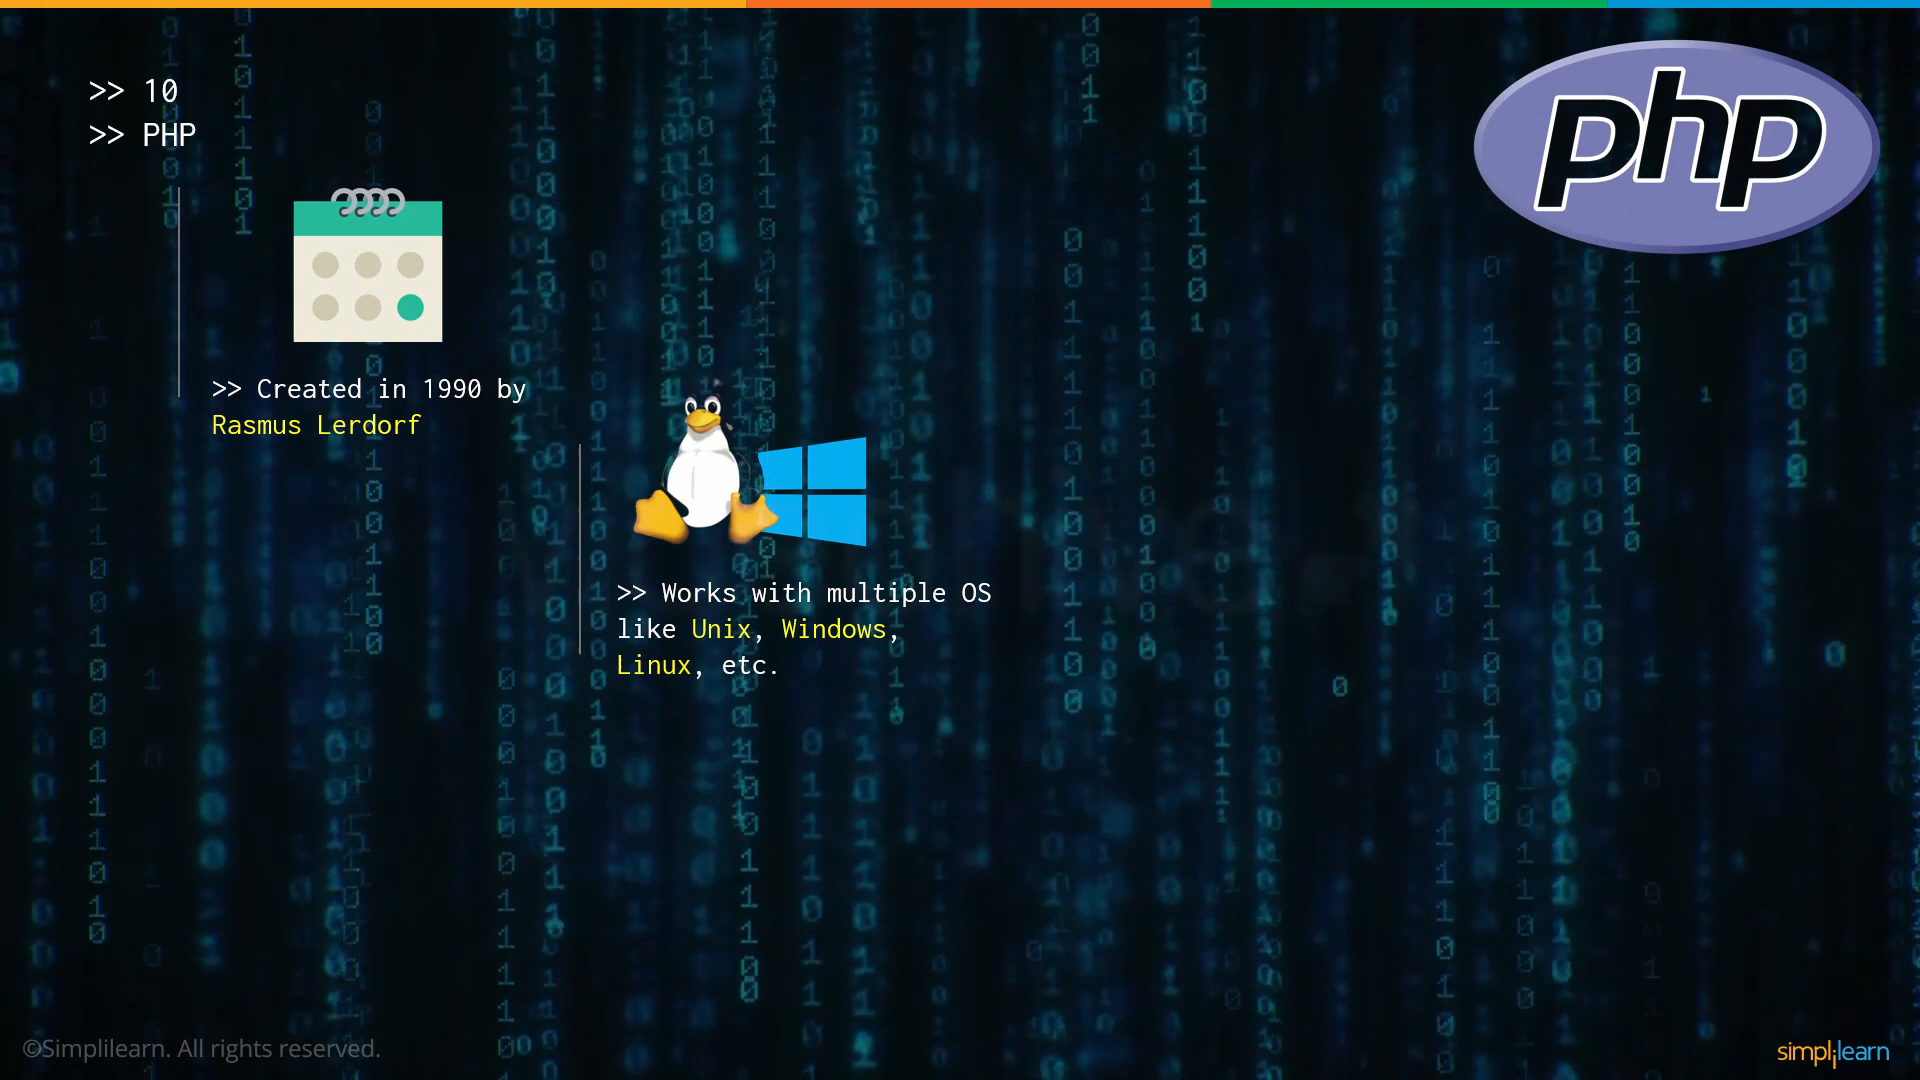 >> 10
>> PHP
php
>> Created in 1990 by
Rasmus Lerdorf
>> Works with multiple OS
like Unix, Windows,
Linux, etc.
©Simplilearn. All rights reserved.
simplilearn